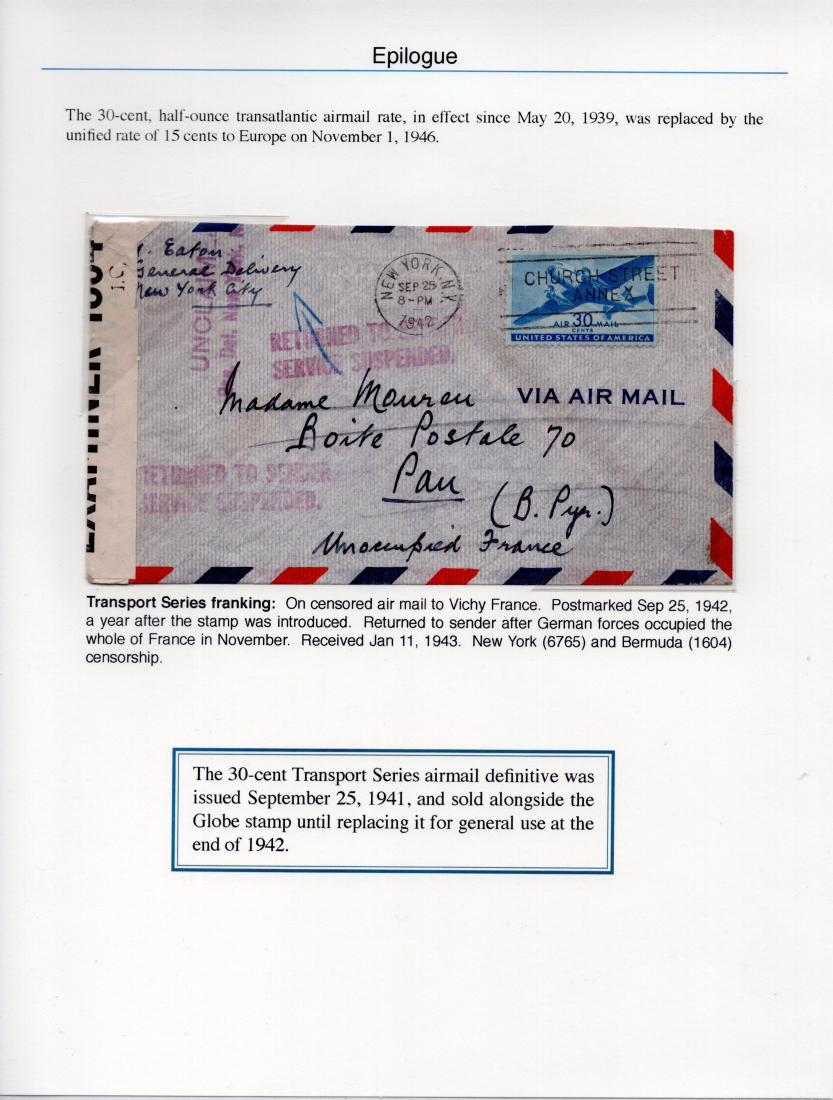 Epilogue
The 30-cent, half-ounce transatlantic airmail rate, in effect since May 20, 1939, was replaced by the
unified rate of 15 cents to Europe on November 1, 1946.
EXAMINER 1604
I.C.
Eaton
General Delivery
New York City
UNCLAIMED
NEW YORK, N.Y.
SEP 25
8-PM
1942
CHURCH STREET
ANNEX
AIR 30 MAIL
CENTS
UNITED STATES OF AMERICA
RETURNED TO SENDER
SERVICE SUSPENDED.
VIA AIR MAIL
Madame Moureu
Boite Postale 70
Pau
(B. Pyr.)
Unoccupied France
RETURNED TO SENDER
SERVICE SUSPENDED.
Transport Series franking: On censored air mail to Vichy France. Postmarked Sep 25, 1942,
a year after the stamp was introduced. Returned to sender after German forces occupied the
whole of France in November. Received Jan 11, 1943. New York (6765) and Bermuda (1604)
censorship.
The 30-cent Transport Series airmail definitive was
issued September 25, 1941, and sold alongside the
Globe stamp until replacing it for general use at the
end of 1942.